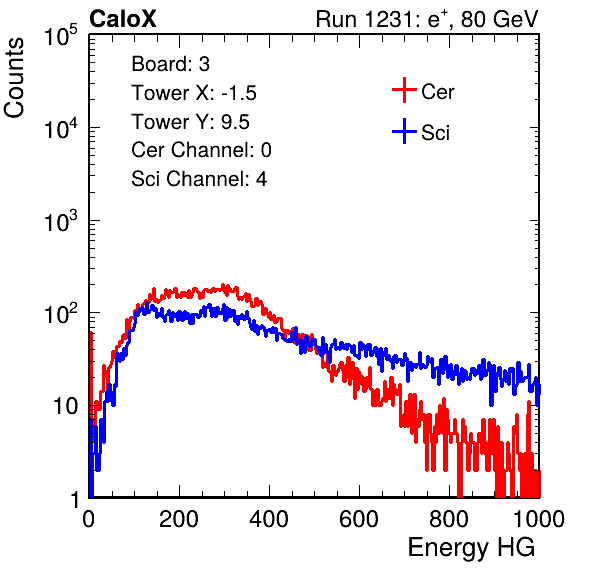 CaloX Run 1231: e⁺, 80 GeV
Counts
Board: 3
Tower X: -1.5
Tower Y: 9.5
Cer Channel: 0
Sci Channel: 4
Cer
Sci
10⁵
10⁴
10³
10²
10
1
0 200 400 600 800 1000
Energy HG